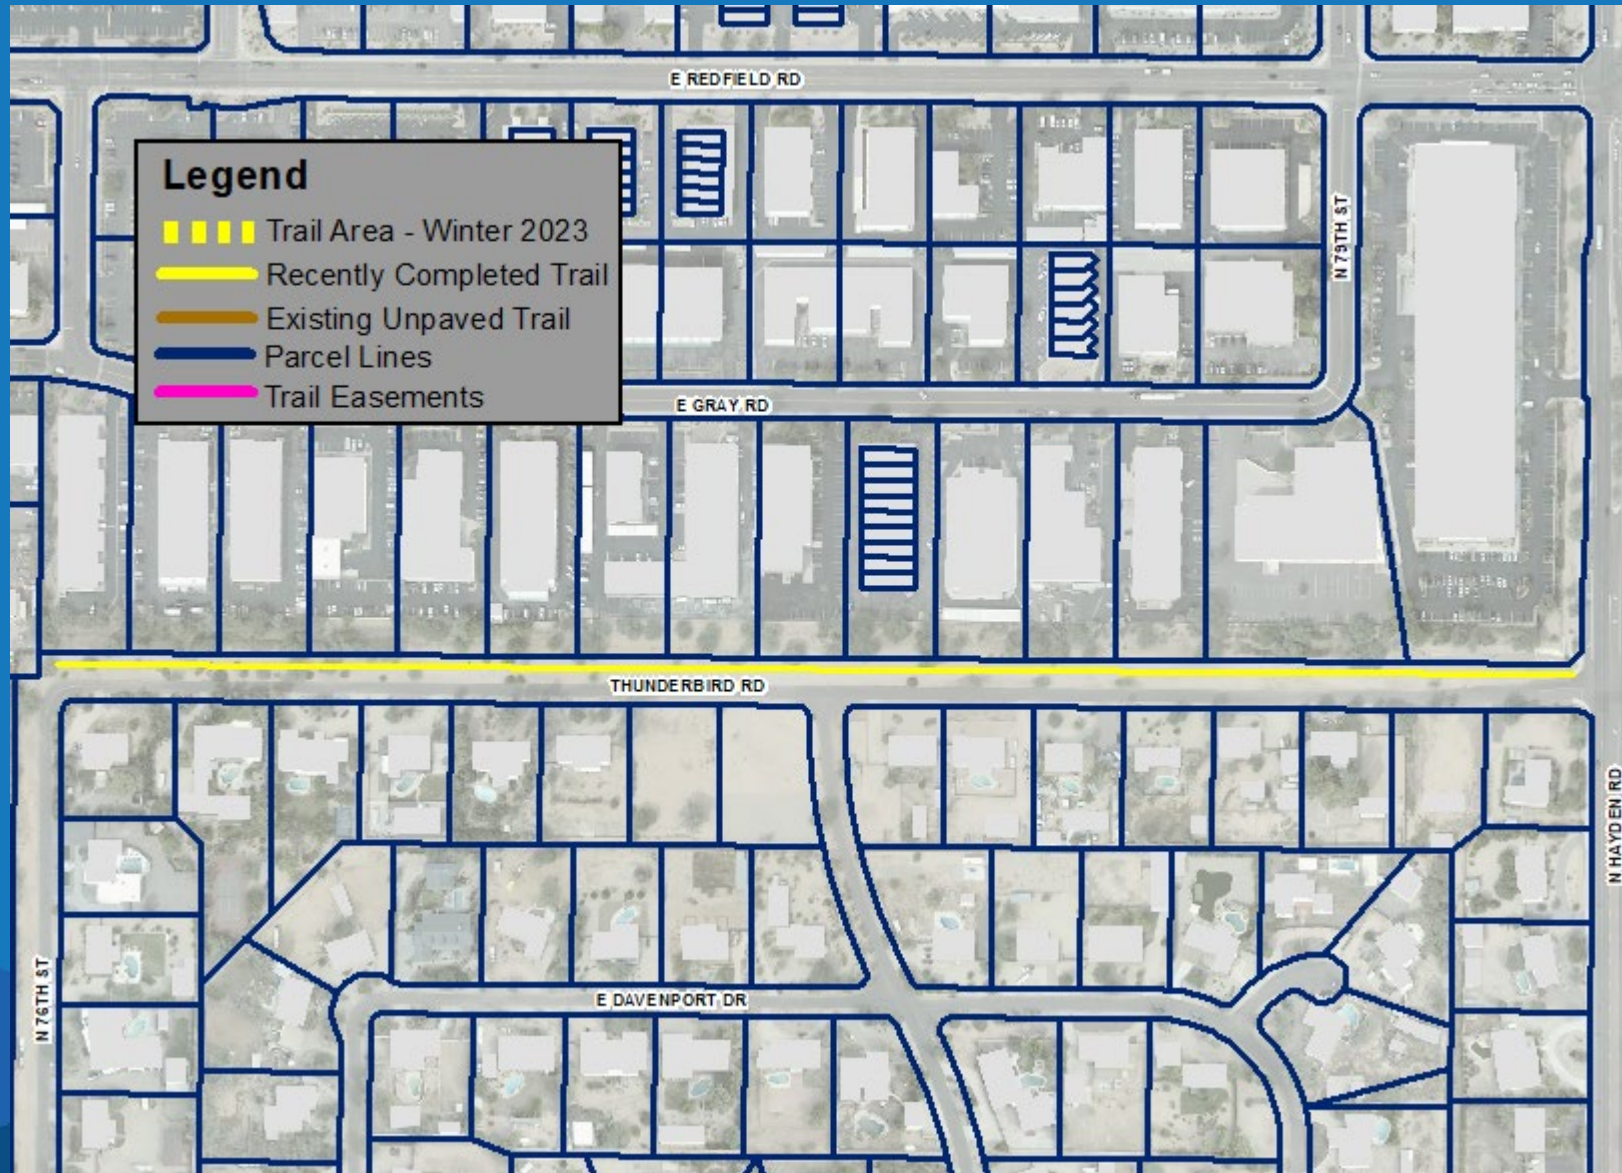 E REDFIELD RD
Legend
Trail Area - Winter 2023
Recently Completed Trail
Existing Unpaved Trail
Parcel Lines
Trail Easements
N 79TH ST
E GRAY RD
THUNDERBIRD RD
N HAYDEN RD
N 76TH ST
E DAVENPORT DR